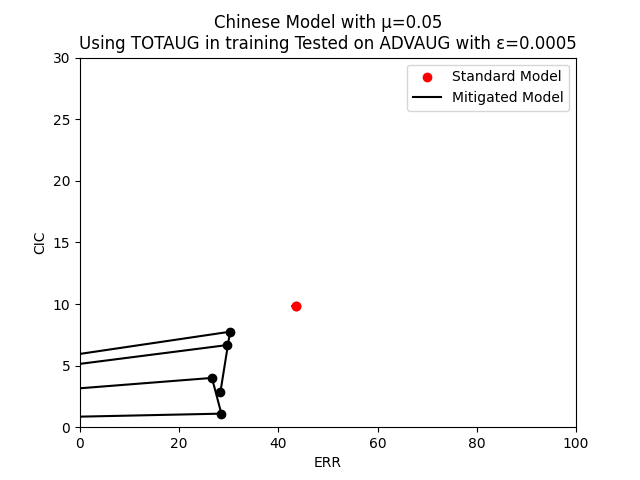 Chinese Model with μ=0.05
Using TOTAUG in training Tested on ADVAUG with ε=0.0005
Standard Model
Mitigated Model
30
25
20
15
10
5
0
CIC
0 20 40 60 80 100
ERR